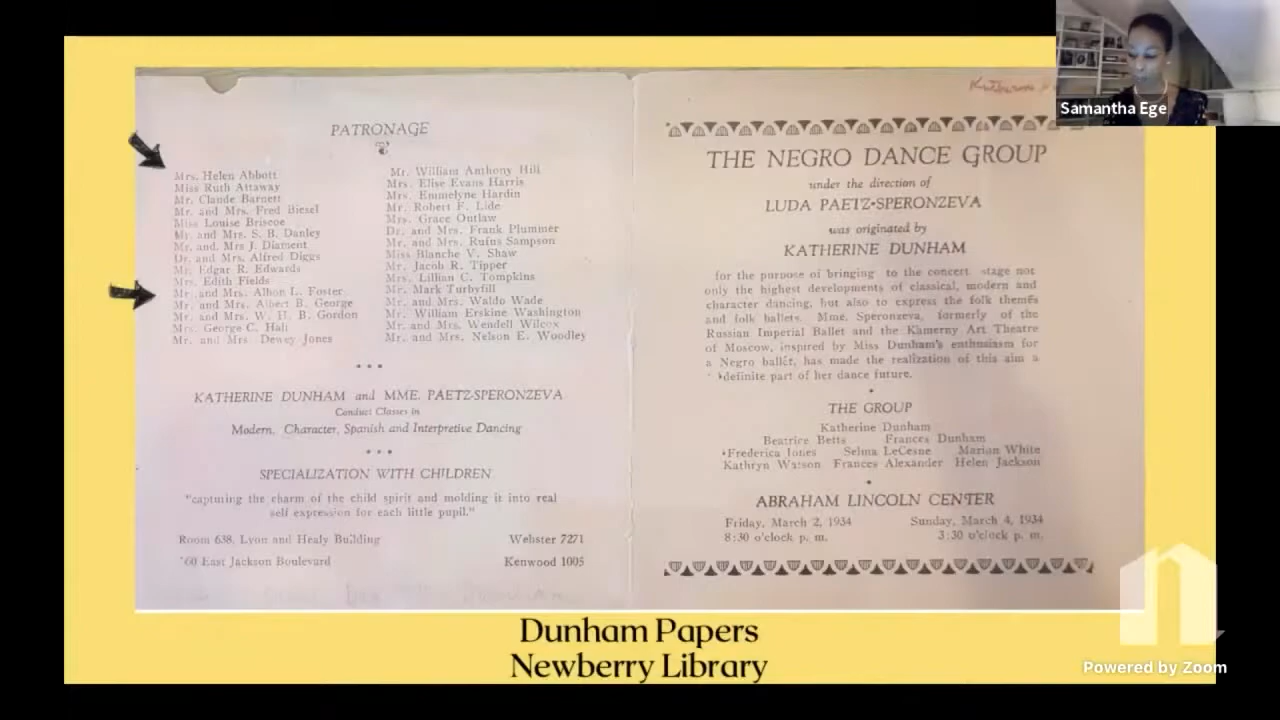 Samantha Ege
PATRONAGE
Mrs. Helen Abbott
Miss Ruth Attaway
Mr. Claude Barnett
Mr. and Mrs. Fred Biesel
Miss Louise Briscoe
Mr. and Mrs. S. B. Danley
Mr. and Mrs J. Diament
Dr. and Mrs. Alfred Diggs
Mr. Edgar R. Edwards
Mrs. Edith Fields
Mr. and Mrs. Albon L. Foster
Mr. and Mrs. Albert B. George
Mr. and Mrs. W. H. B. Gordon
Mrs. George C. Hall
Mr. and Mrs. Dewey Jones
Mr. William Anthony Hill
Mrs. Elise Evans Harris
Mrs. Emmelyne Hardin
Mr. Robert F. Lide
Mrs. Grace Outlaw
Dr. and Mrs. Frank Plummer
Mr. and Mrs. Rufus Sampson
Miss Blanche V. Shaw
Mr. Jacob R. Tipper
Mrs. Lillian C. Tompkins
Mr. Mark Turbyfill
Mr. and Mrs. Waldo Wade
Mr. William Erskine Washington
Mr. and Mrs. Wendell Wilcox
Mr. and Mrs. Nelson E. Woodley
KATHERINE DUNHAM and MME. PAETZ-SPERONZEVA
Conduct Classes in
Modern, Character, Spanish and Interpretive Dancing
SPECIALIZATION WITH CHILDREN
"capturing the charm of the child spirit and molding it into real
self expression for each little pupil."
Room 638, Lyon and Healy Building Webster 7271
60 East Jackson Boulevard Kenwood 1005
THE NEGRO DANCE GROUP
under the direction of
LUDA PAETZ-SPERONZEVA
was originated by
KATHERINE DUNHAM
for the purpose of bringing to the concert stage not
only the highest developments of classical, modern and
character dancing, but also to express the folk themes
and folk ballets. Mme. Speronzeva, formerly of the
Russian Imperial Ballet and the Kamerny Art Theatre
of Moscow, inspired by Miss Dunham's enthusiasm for
a Negro ballet, has made the realization of this aim a
definite part of her dance future.
THE GROUP
Katherine Dunham
Beatrice Betts Frances Dunham
Frederica Jones Selma LeCesne Marian White
Kathryn Watson Frances Alexander Helen Jackson
ABRAHAM LINCOLN CENTER
Friday, March 2, 1934 Sunday, March 4, 1934
8:30 o'clock p. m. 3:30 o'clock p. m.
Dunham Papers
Newberry Library
Powered by Zoom